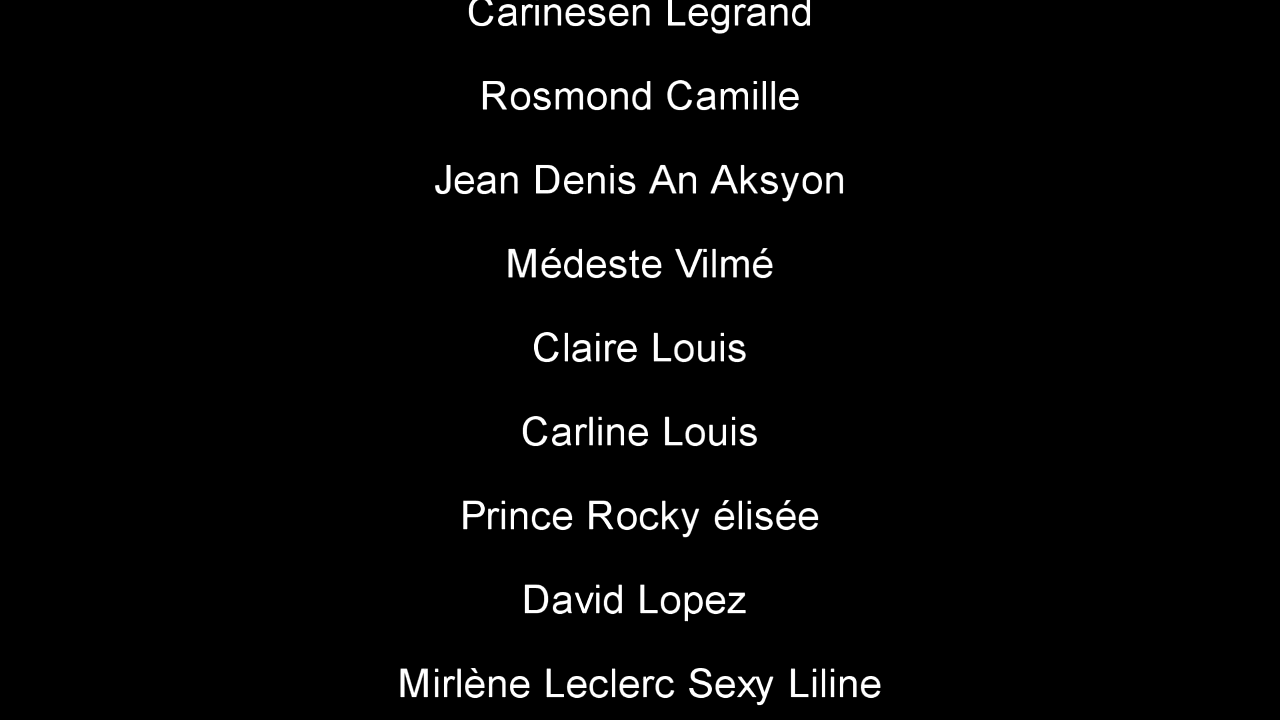 Carinesen Legrand
Rosmond Camille
Jean Denis An Aksyon
Médeste Vilmé
Claire Louis
Carline Louis
Prince Rocky élisée
David Lopez
Mirlène Leclerc Sexy Liline